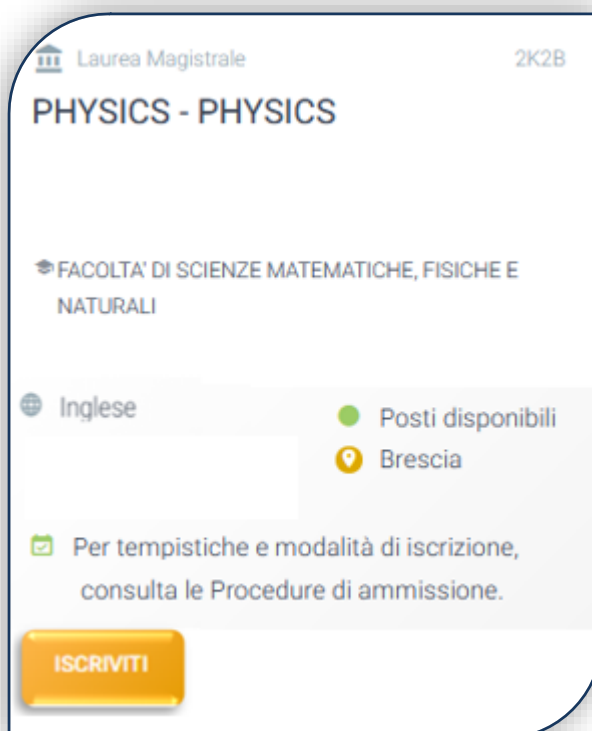 Laurea Magistrale 2K2B
PHYSICS - PHYSICS
FACOLTA' DI SCIENZE MATEMATICHE, FISICHE E
NATURALI
Inglese
Posti disponibili
Brescia
Per tempistiche e modalità di iscrizione,
consulta le Procedure di ammissione.
ISCRIVITI